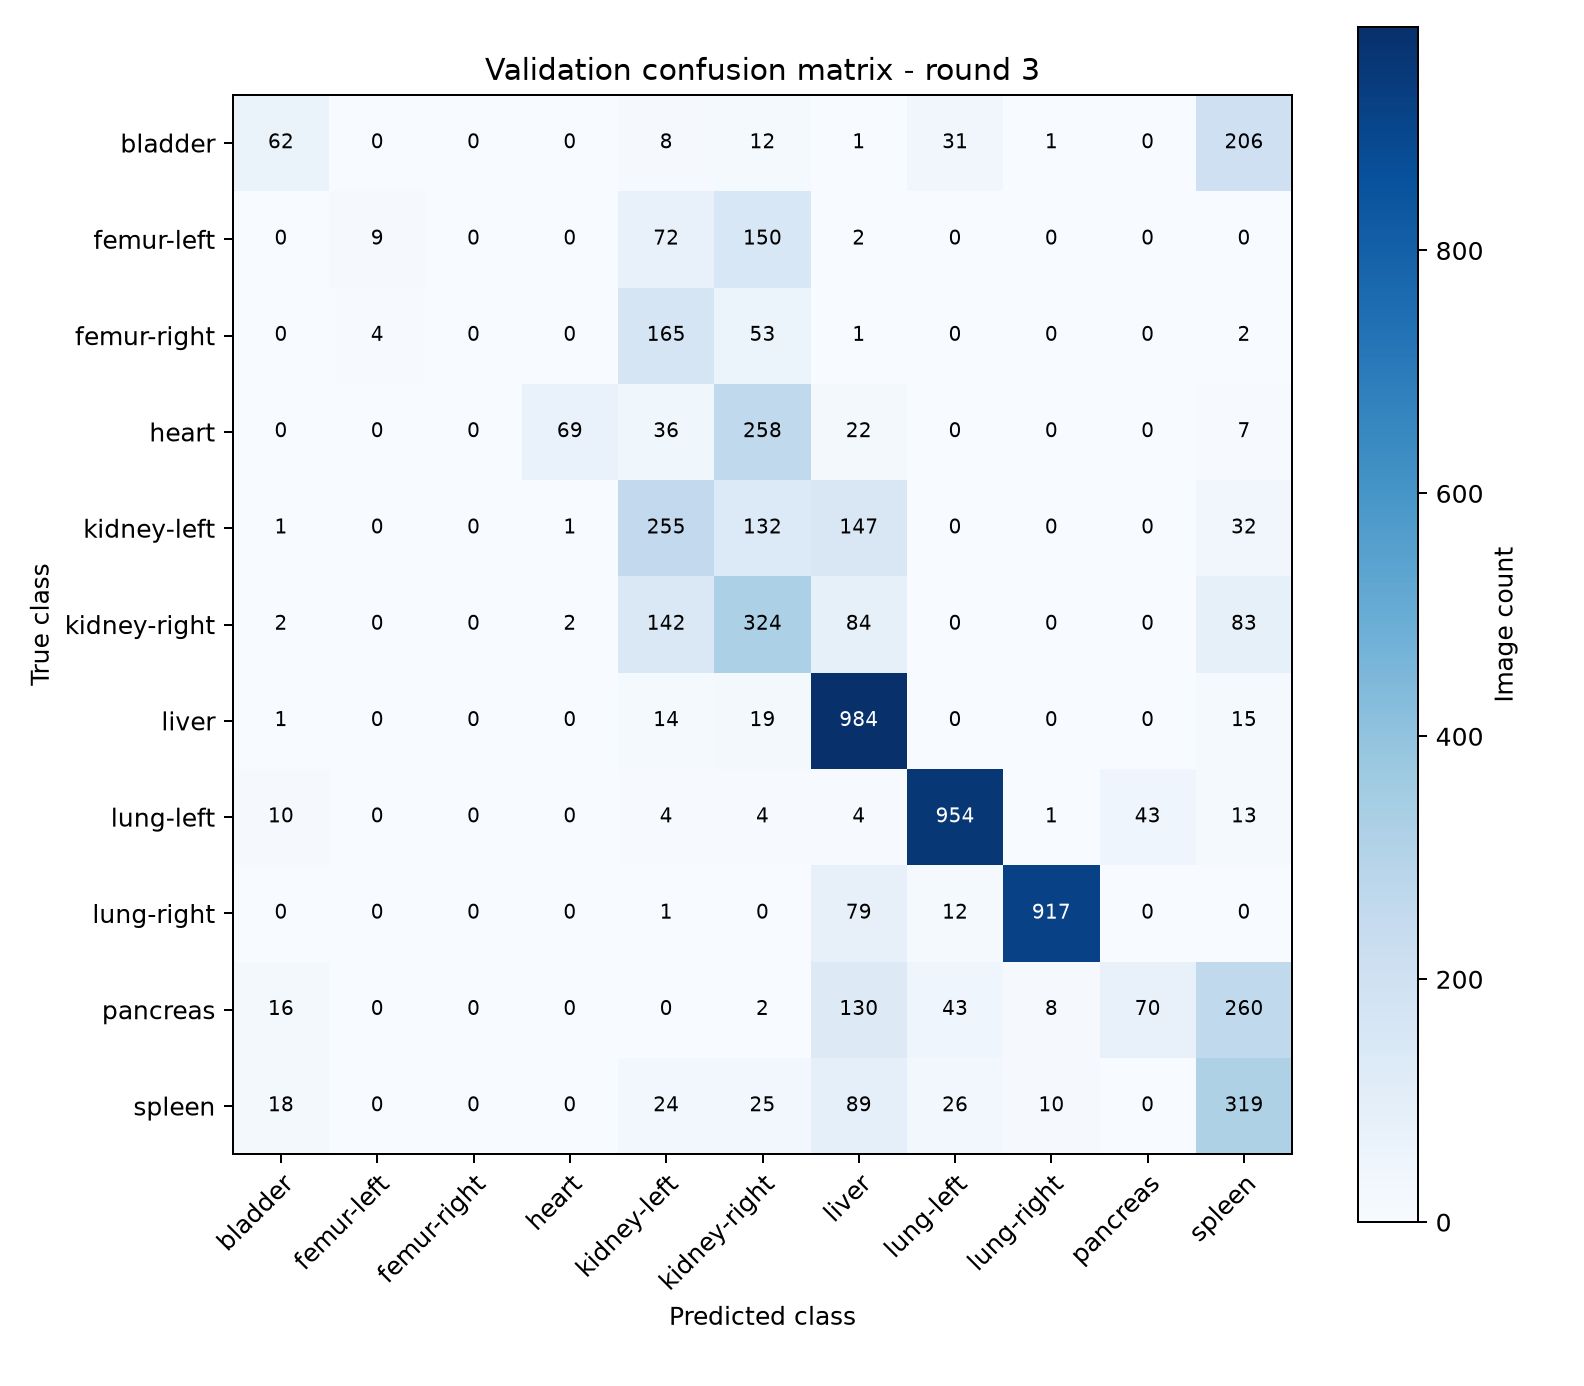 Validation confusion matrix - round 3
bladder 62 0 0 0 8 12 1 31 1 0 206
femur-left 0 9 0 0 72 150 2 0 0 0 0
femur-right 0 4 0 0 165 53 1 0 0 0 2
heart 0 0 0 69 36 258 22 0 0 0 7
kidney-left 1 0 0 1 255 132 147 0 0 0 32
kidney-right 2 0 0 2 142 324 84 0 0 0 83
liver 1 0 0 0 14 19 984 0 0 0 15
lung-left 10 0 0 0 4 4 4 954 1 43 13
lung-right 0 0 0 0 1 0 79 12 917 0 0
pancreas 16 0 0 0 0 2 130 43 8 70 260
spleen 18 0 0 0 24 25 89 26 10 0 319
bladder femur-left femur-right heart kidney-left kidney-right liver lung-left lung-right pancreas spleen
Predicted class
True class
800
600
400
200
0
Image count